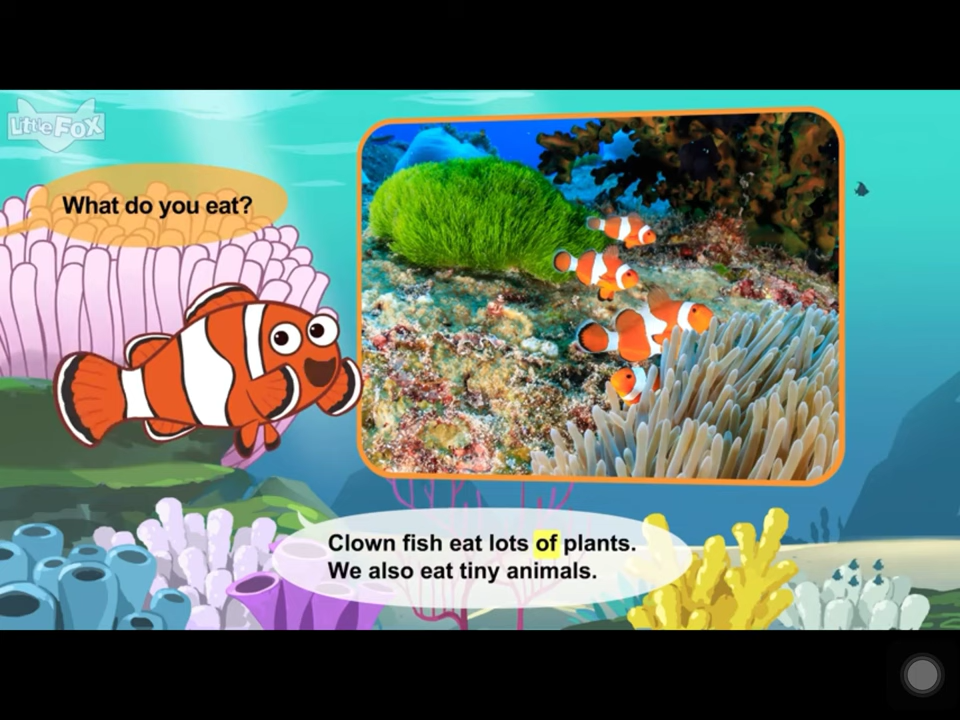 Little Fox
What do you eat?
Clown fish eat lots of plants.
We also eat tiny animals.